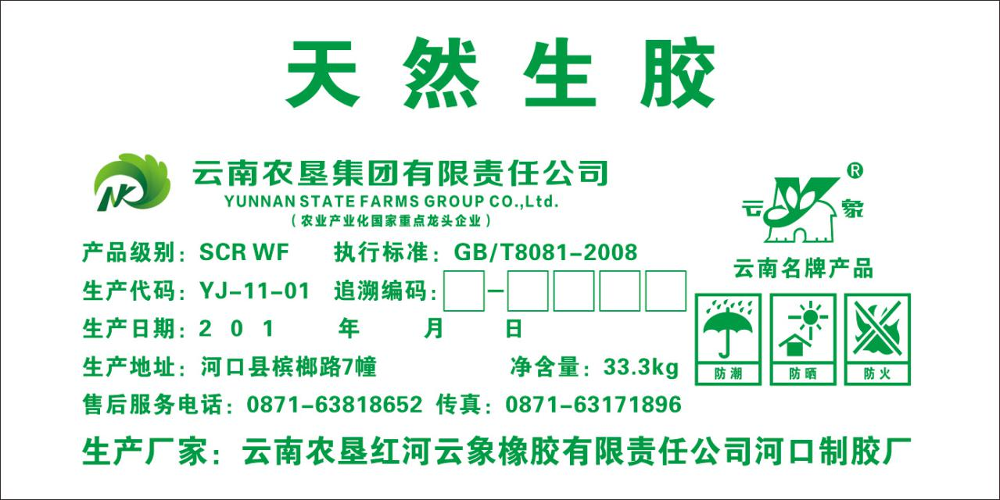 天然生胶
NK
云南农垦集团有限责任公司
YUNNAN STATE FARMS GROUP CO.,Ltd.
（农业产业化国家重点龙头企业）
云象®
云南名牌产品
产品级别：SCR WF 执行标准：GB/T8081-2008
生产代码：YJ-11-01 追溯编码：□-□□□□
生产日期：201 年 月 日
防潮 防晒 防火
生产地址：河口县槟榔路7幢 净含量：33.3kg
售后服务电话：0871-63818652 传真：0871-63171896
生产厂家：云南农垦红河云象橡胶有限责任公司河口制胶厂